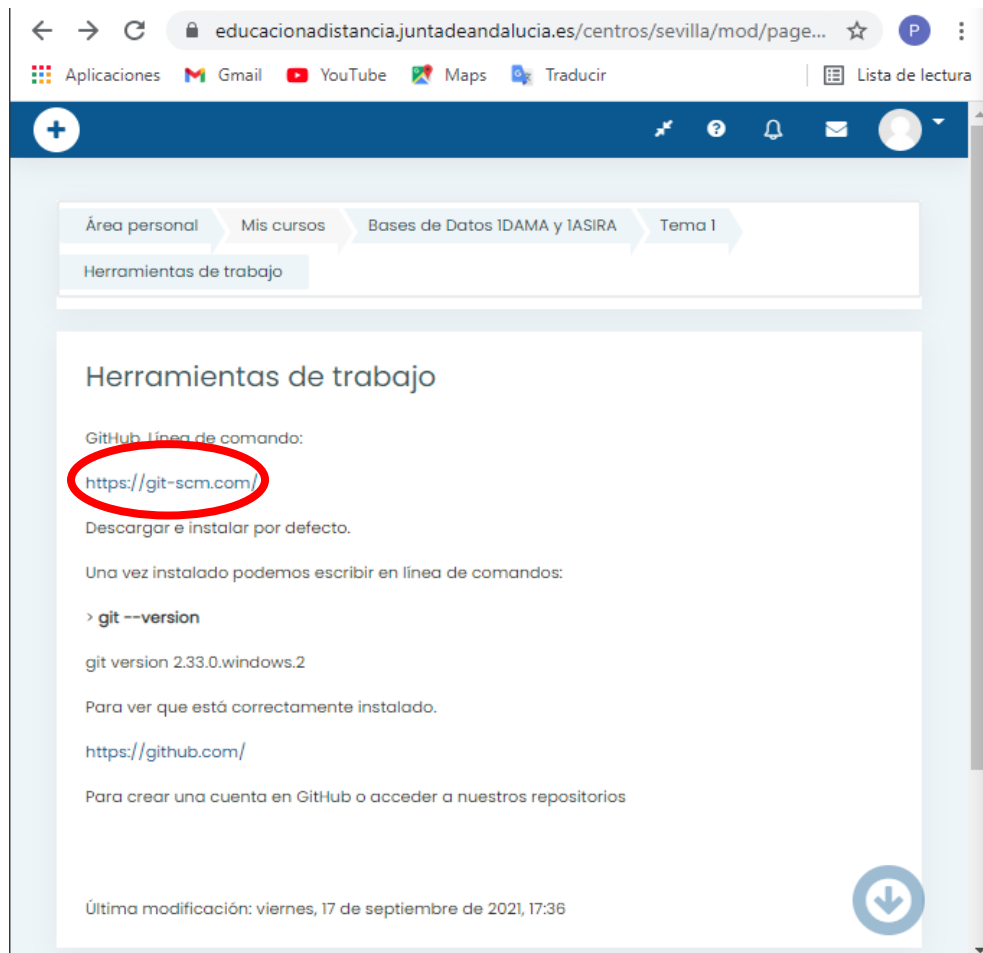 educacionadistancia.juntadeandalucia.es/centros/sevilla/mod/page...
P
Aplicaciones Gmail YouTube Maps Traducir Lista de lectura
Área personal Mis cursos Bases de Datos 1DAMA y 1ASIRA Tema 1
Herramientas de trabajo
Herramientas de trabajo
GitHub. Línea de comando:
https://git-scm.com/
Descargar e instalar por defecto.
Una vez instalado podemos escribir en línea de comandos:
> git --version
git version 2.33.0.windows.2
Para ver que está correctamente instalado.
https://github.com/
Para crear una cuenta en GitHub o acceder a nuestros repositorios
Última modificación: viernes, 17 de septiembre de 2021, 17:36